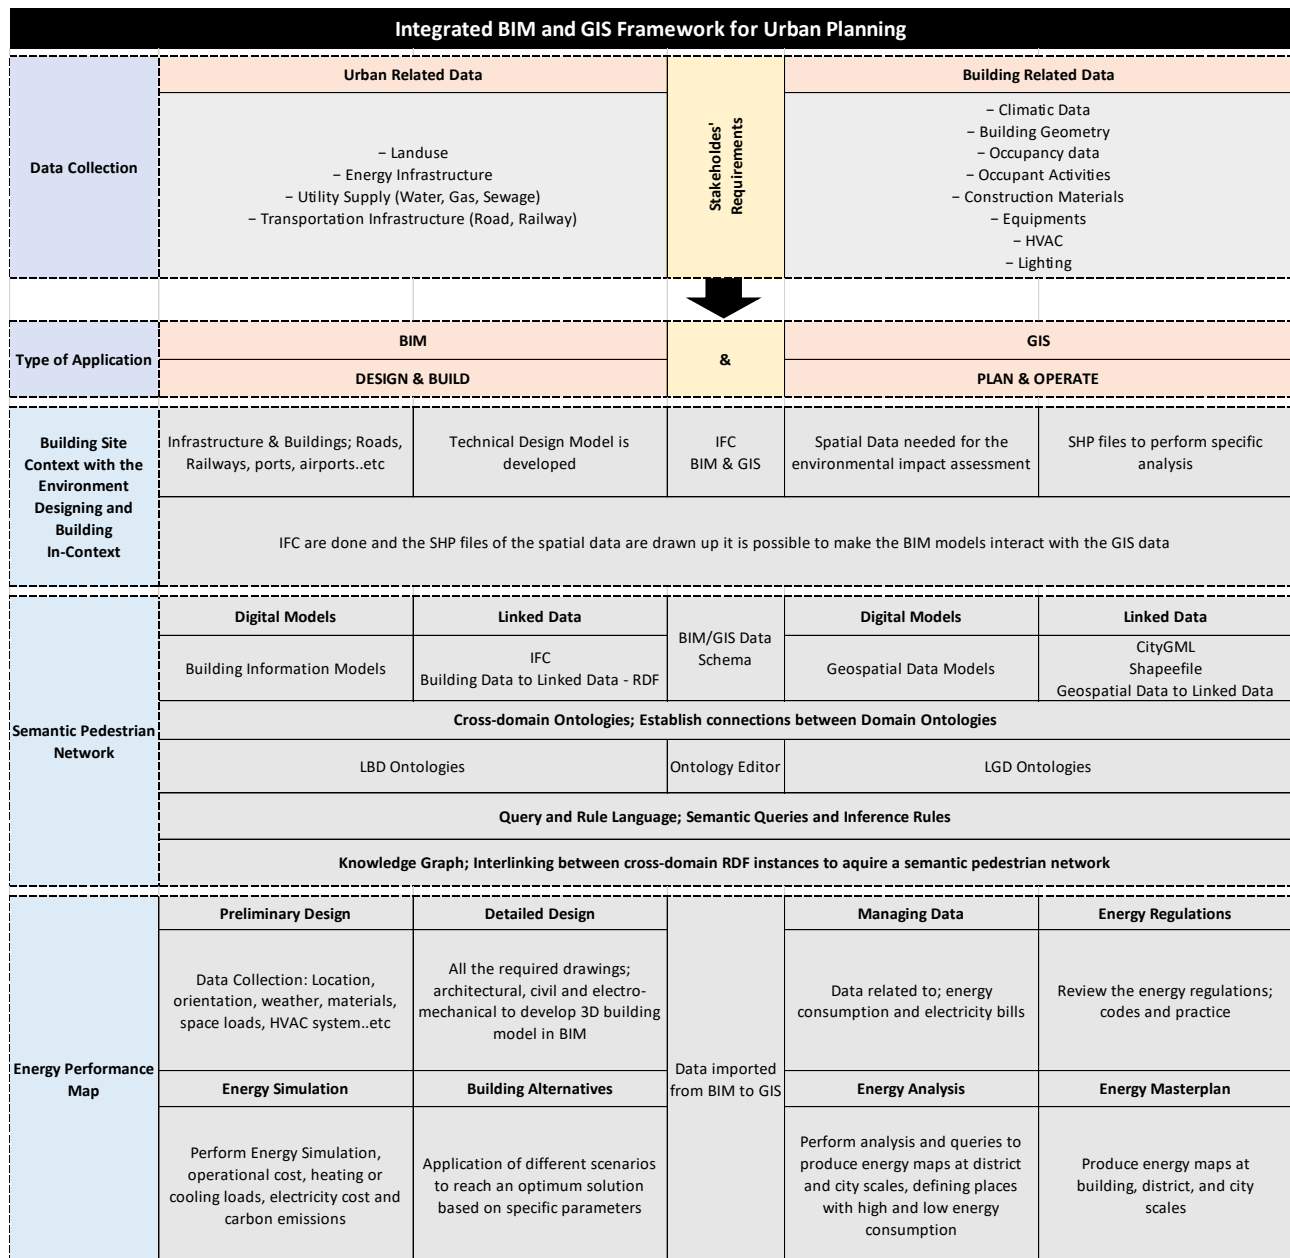 Integrated BIM and GIS Framework for Urban Planning
Data Collection
Urban Related Data
– Landuse
– Energy Infrastructure
– Utility Supply (Water, Gas, Sewage)
– Transportation Infrastructure (Road, Railway)
Stakeholdes'
Requirements
Building Related Data
– Climatic Data
– Building Geometry
– Occupancy data
– Occupant Activities
– Construction Materials
– Equipments
– HVAC
– Lighting
Type of Application
BIM
DESIGN & BUILD
&
GIS
PLAN & OPERATE
Building Site
Context with the
Environment
Designing and
Building
In-Context
Infrastructure & Buildings; Roads,
Railways, ports, airports..etc
Technical Design Model is
developed
IFC
BIM & GIS
Spatial Data needed for the
environmental impact assessment
SHP files to perform specific
analysis
IFC are done and the SHP files of the spatial data are drawn up it is possible to make the BIM models interact with the GIS data
Semantic Pedestrian
Network
Digital Models
Building Information Models
Linked Data
IFC
Building Data to Linked Data - RDF
BIM/GIS Data
Schema
Digital Models
Geospatial Data Models
Linked Data
CityGML
Shapeefile
Geospatial Data to Linked Data
Cross-domain Ontologies; Establish connections between Domain Ontologies
LBD Ontologies
Ontology Editor
LGD Ontologies
Query and Rule Language; Semantic Queries and Inference Rules
Knowledge Graph; Interlinking between cross-domain RDF instances to aquire a semantic pedestrian network
Energy Performance
Map
Preliminary Design
Data Collection: Location,
orientation, weather, materials,
space loads, HVAC system..etc
Detailed Design
All the required drawings;
architectural, civil and electro-
mechanical to develop 3D building
model in BIM
Data imported
from BIM to GIS
Managing Data
Data related to; energy
consumption and electricity bills
Energy Regulations
Review the energy regulations;
codes and practice
Energy Simulation
Perform Energy Simulation,
operational cost, heating or
cooling loads, electricity cost and
carbon emissions
Building Alternatives
Application of different scenarios
to reach an optimum solution
based on specific parameters
Energy Analysis
Perform analysis and queries to
produce energy maps at district
and city scales, defining places
with high and low energy
consumption
Energy Masterplan
Produce energy maps at
building, district, and city
scales